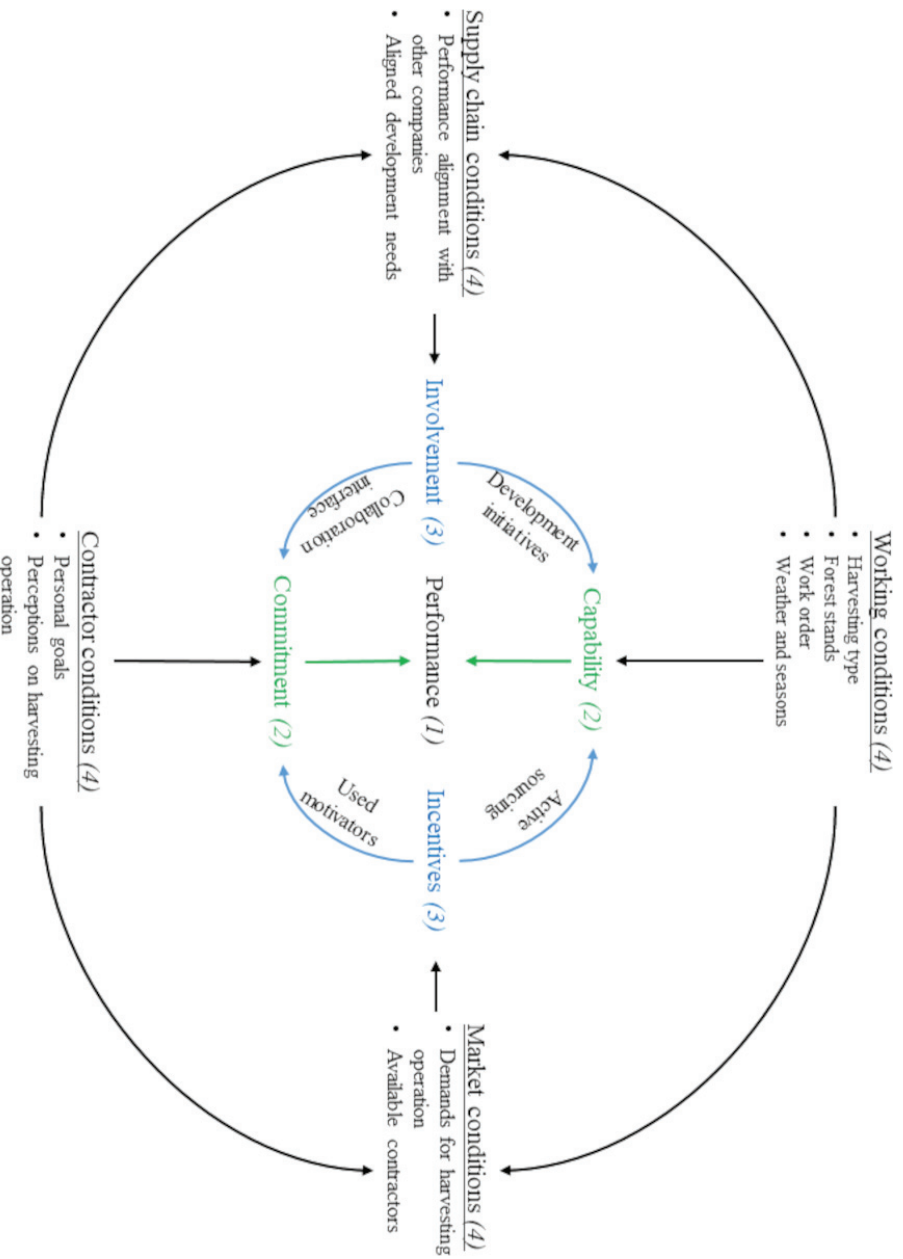 Working conditions (4)
• Harvesting type
• Forest stands
• Work order
• Weather and seasons
Supply chain conditions (4)
• Performance alignment with
other companies
• Aligned development needs
Development
initiatives
Capability (2)
Active
sourcing
Involvement (3)
Performance (1)
Incentives (3)
Collaboration
interface
Commitment (2)
Used
motivators
Market conditions (4)
• Demands for harvesting
operation
• Available contractors
Contractor conditions (4)
• Personal goals
• Perceptions on harvesting
operation